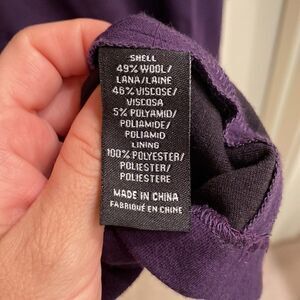 SHELL
49% WOOL/
LANA/LAINE
46% VISCOSE/
VISCOSA
5% POLYAMID/
POLIAMIDE/
POLIAMID
LINING
100% POLYESTER/
POLIESTER/
POLIESTERE
MADE IN CHINA
FABRIQUÉ EN CHINE